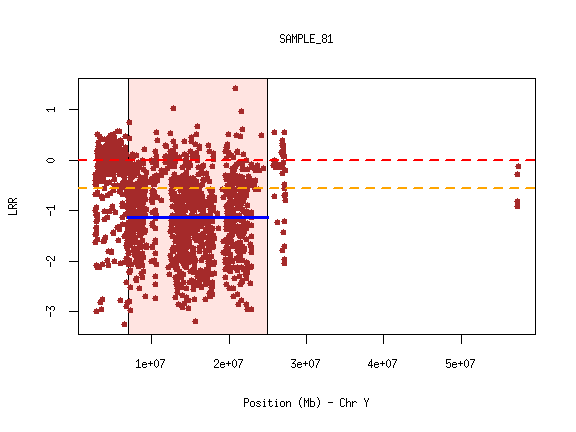 SAMPLE_81
1
0
-1
-2
-3
LRR
1e+07
2e+07
3e+07
4e+07
5e+07
Position (Mb) - Chr Y